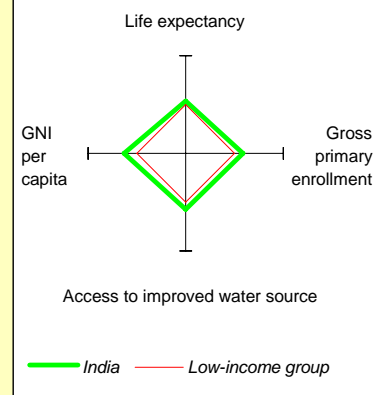 Life expectancy
GNI
per
capita
Gross
primary
enrollment
Access to improved water source
India
Low-income group